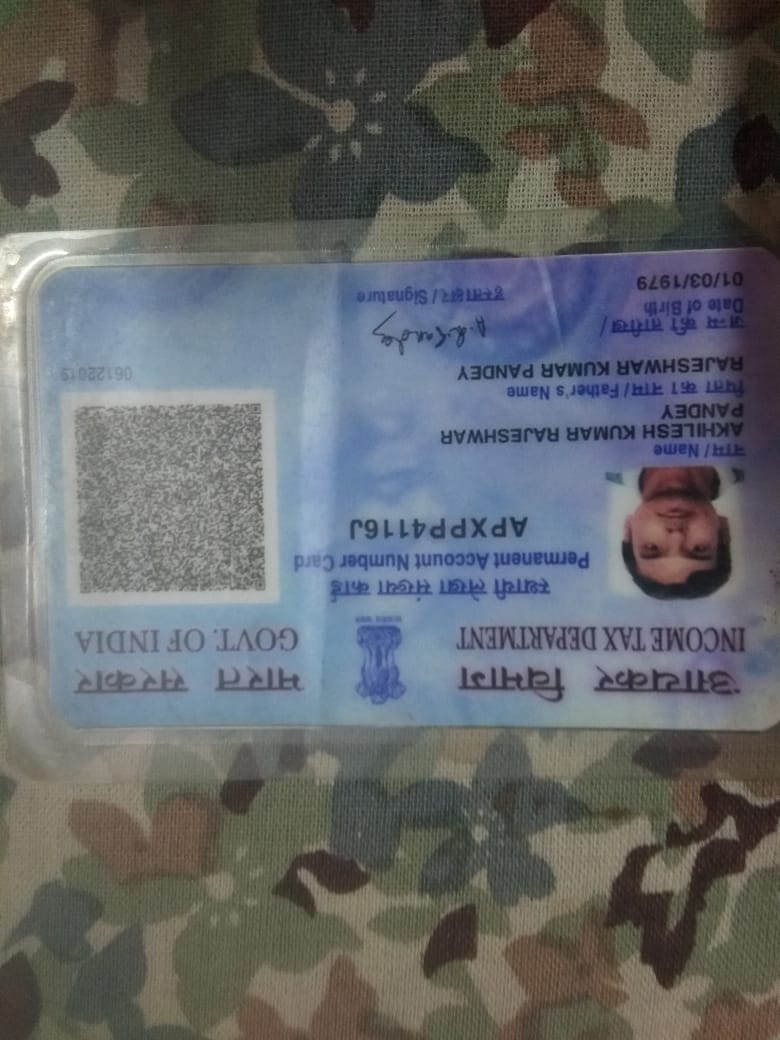 आयकर विभाग
INCOME TAX DEPARTMENT
भारत सरकार
GOVT. OF INDIA
स्थायी लेखा संख्या कार्ड
Permanent Account Number Card
APXPP4116J
नाम / Name
AKHILESH KUMAR RAJESHWAR
PANDEY
पिता का नाम / Father's Name
RAJESHWAR KUMAR PANDEY
जन्म की तारीख /
Date of Birth
01/03/1979
हस्ताक्षर / Signature
06122019